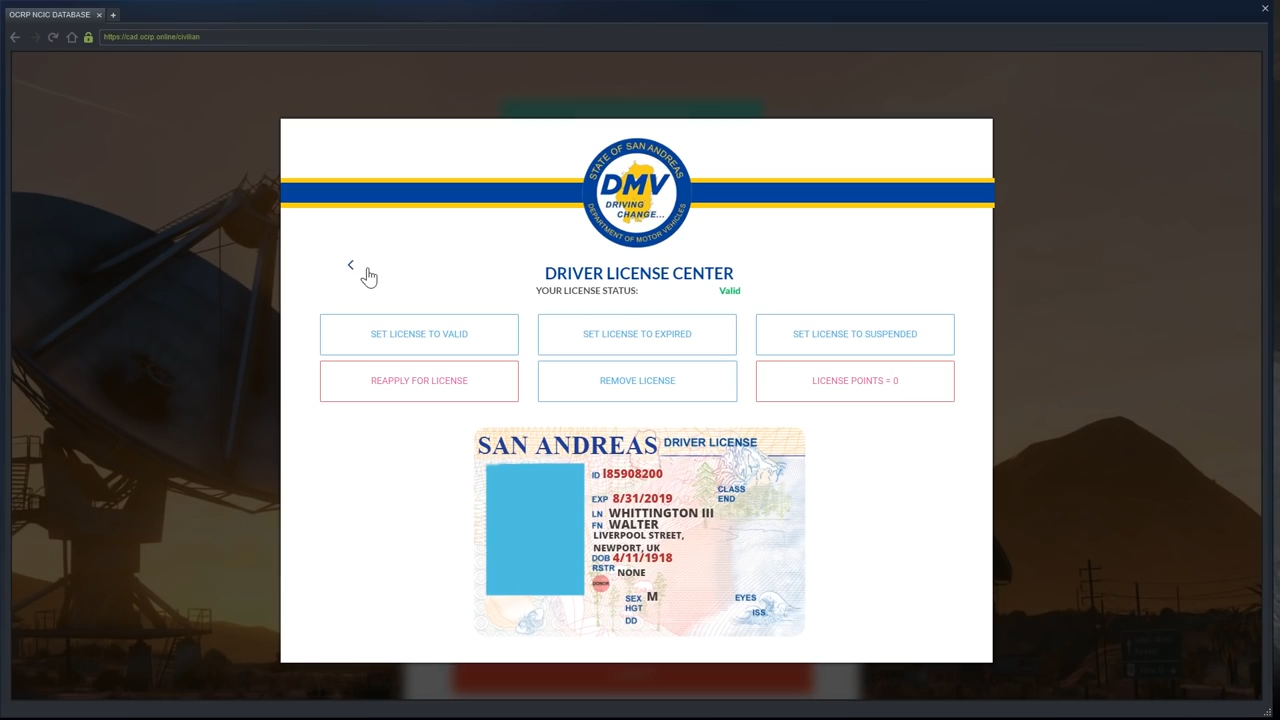 OCRP NCIC DATABASE
https://cad.ocrp.online/civilian
STATE OF SAN ANDREAS
DMV
DRIVING
CHANGE...
DEPARTMENT OF MOTOR VEHICLES
DRIVER LICENSE CENTER
YOUR LICENSE STATUS: Valid
SET LICENSE TO VALID SET LICENSE TO EXPIRED SET LICENSE TO SUSPENDED
REAPPLY FOR LICENSE REMOVE LICENSE LICENSE POINTS = 0
SAN ANDREAS DRIVER LICENSE
ID I85908200
CLASS
EXP 8/31/2019 END
LN WHITTINGTON III
FN WALTER
LIVERPOOL STREET,
NEWPORT, UK
DOB 4/11/1918
RSTR NONE
DONOR
SEX M EYES
HGT ISS.
DD